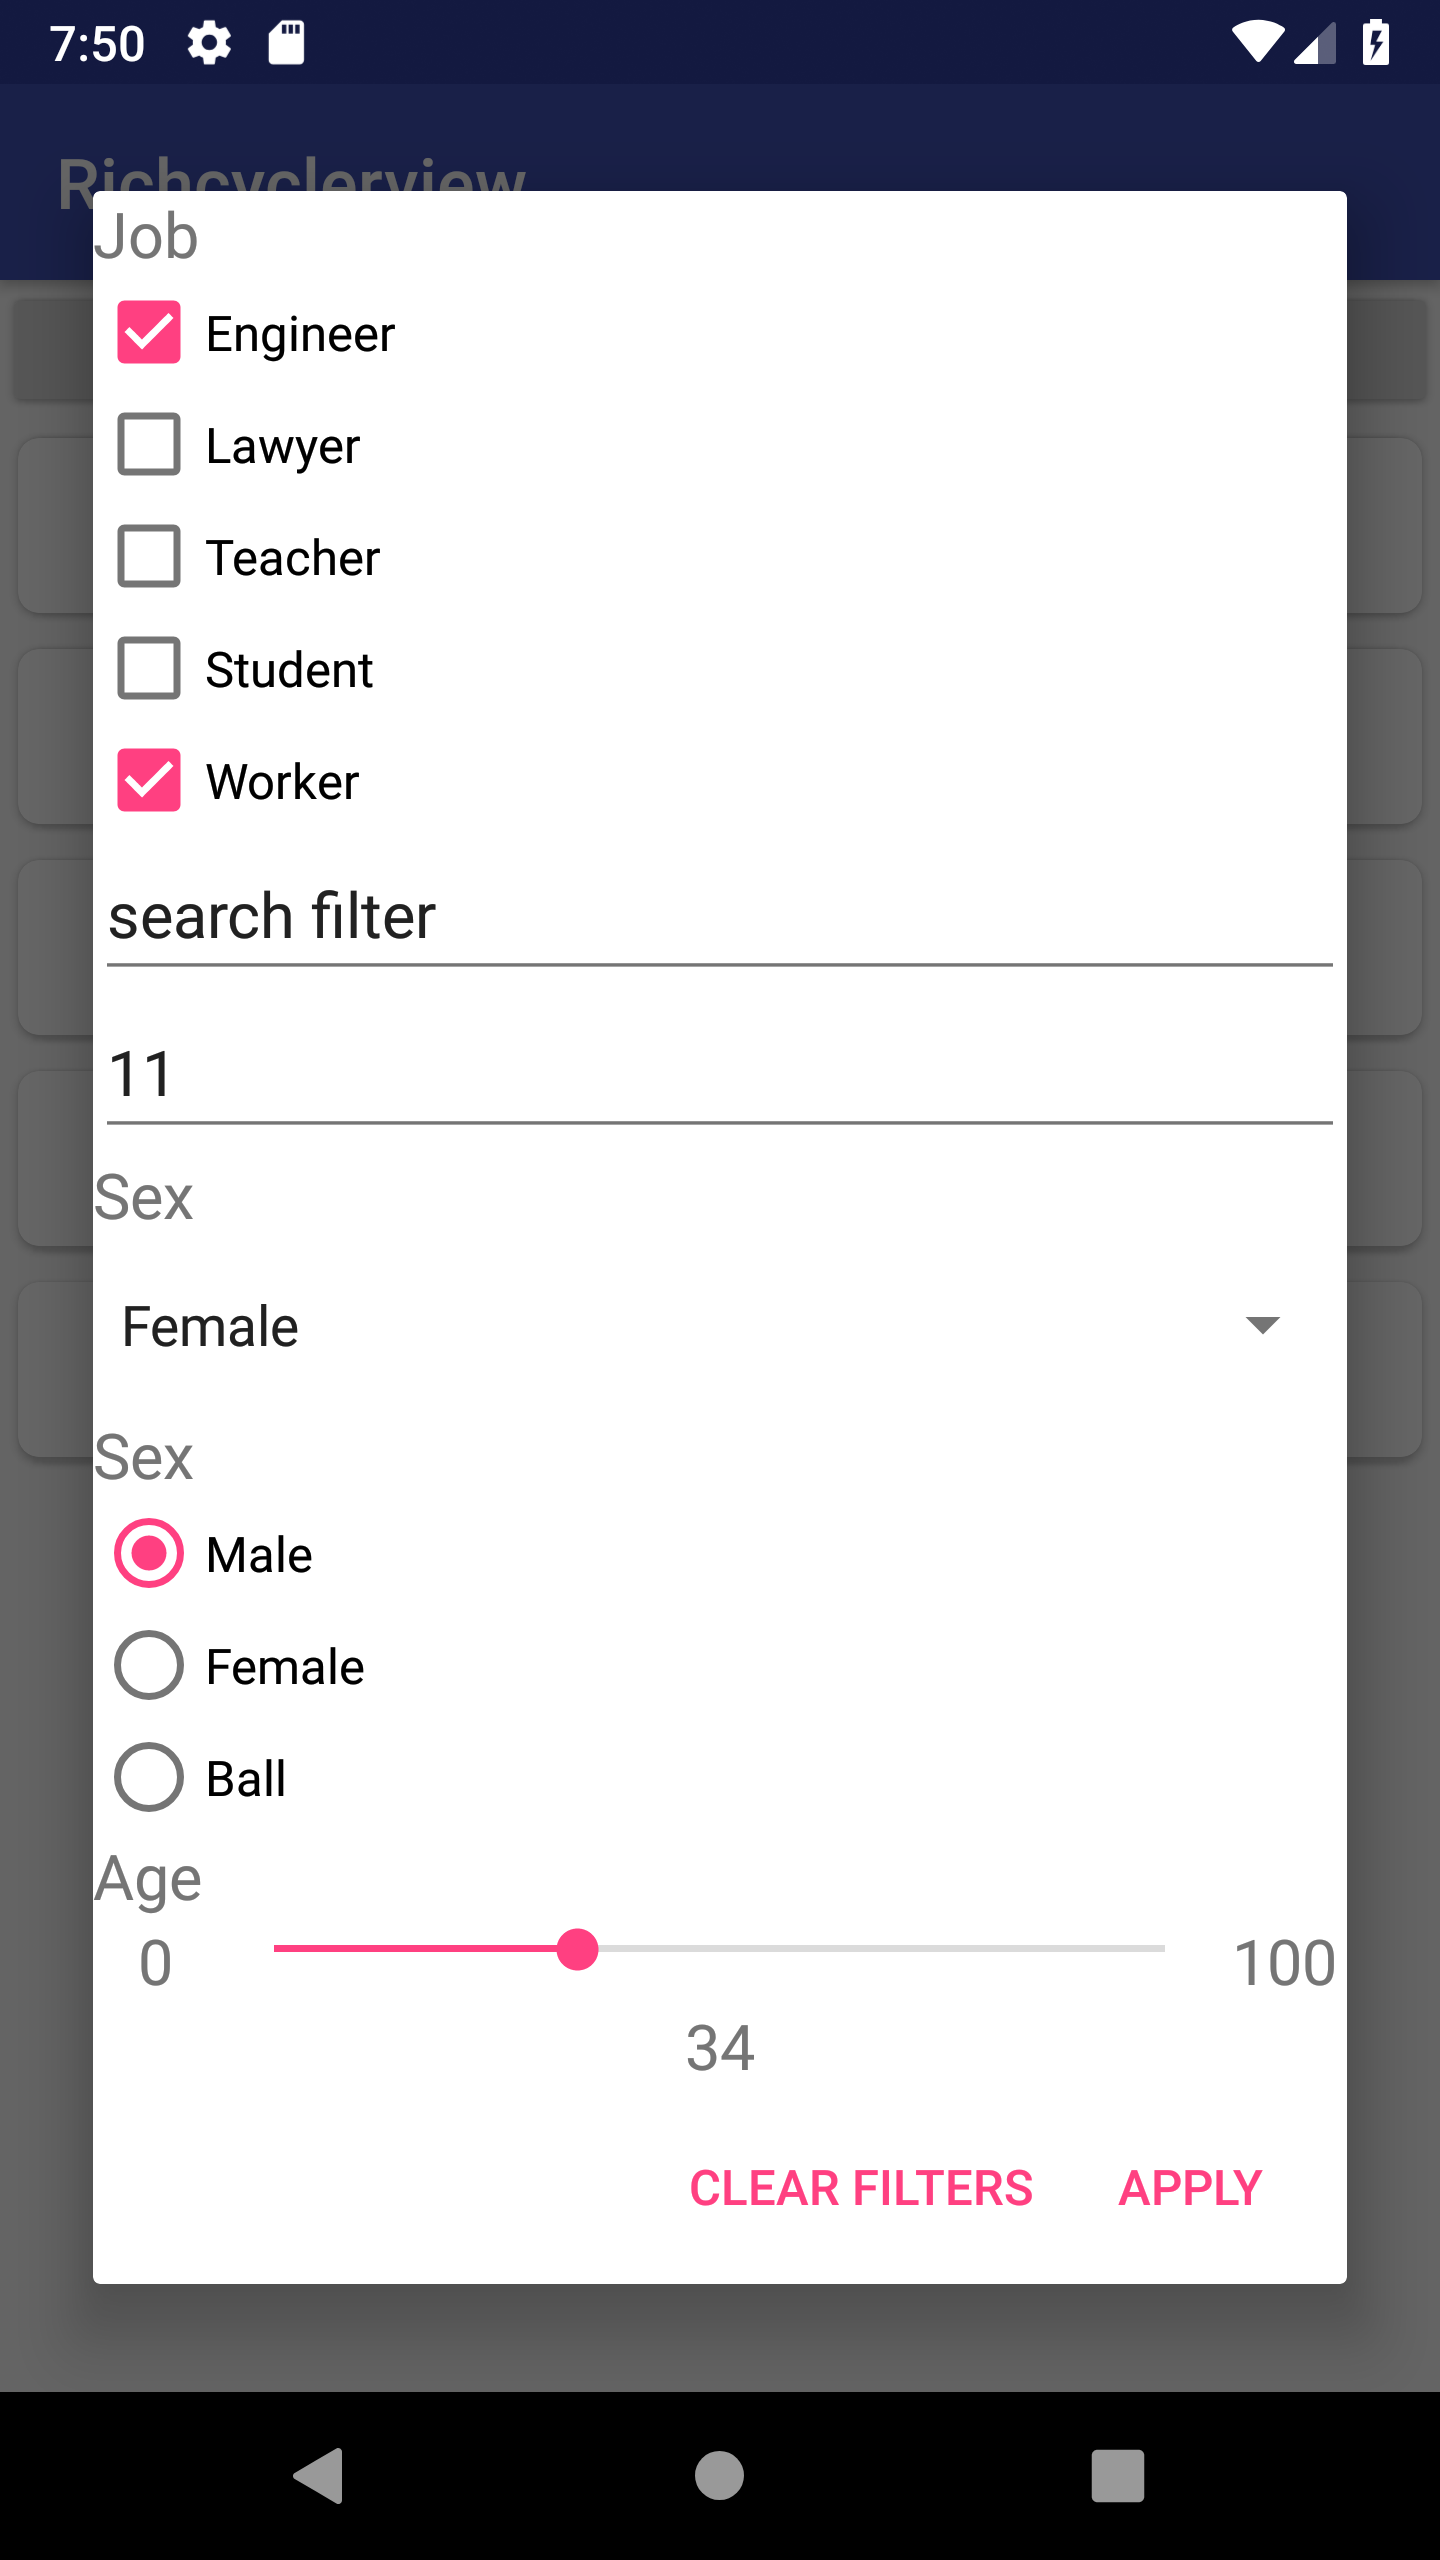 7:50
Richcyclerview
Job
Engineer
Lawyer
Teacher
Student
Worker
search filter
11
Sex
Female
Sex
Male
Female
Ball
Age
0 100
34
CLEAR FILTERS APPLY